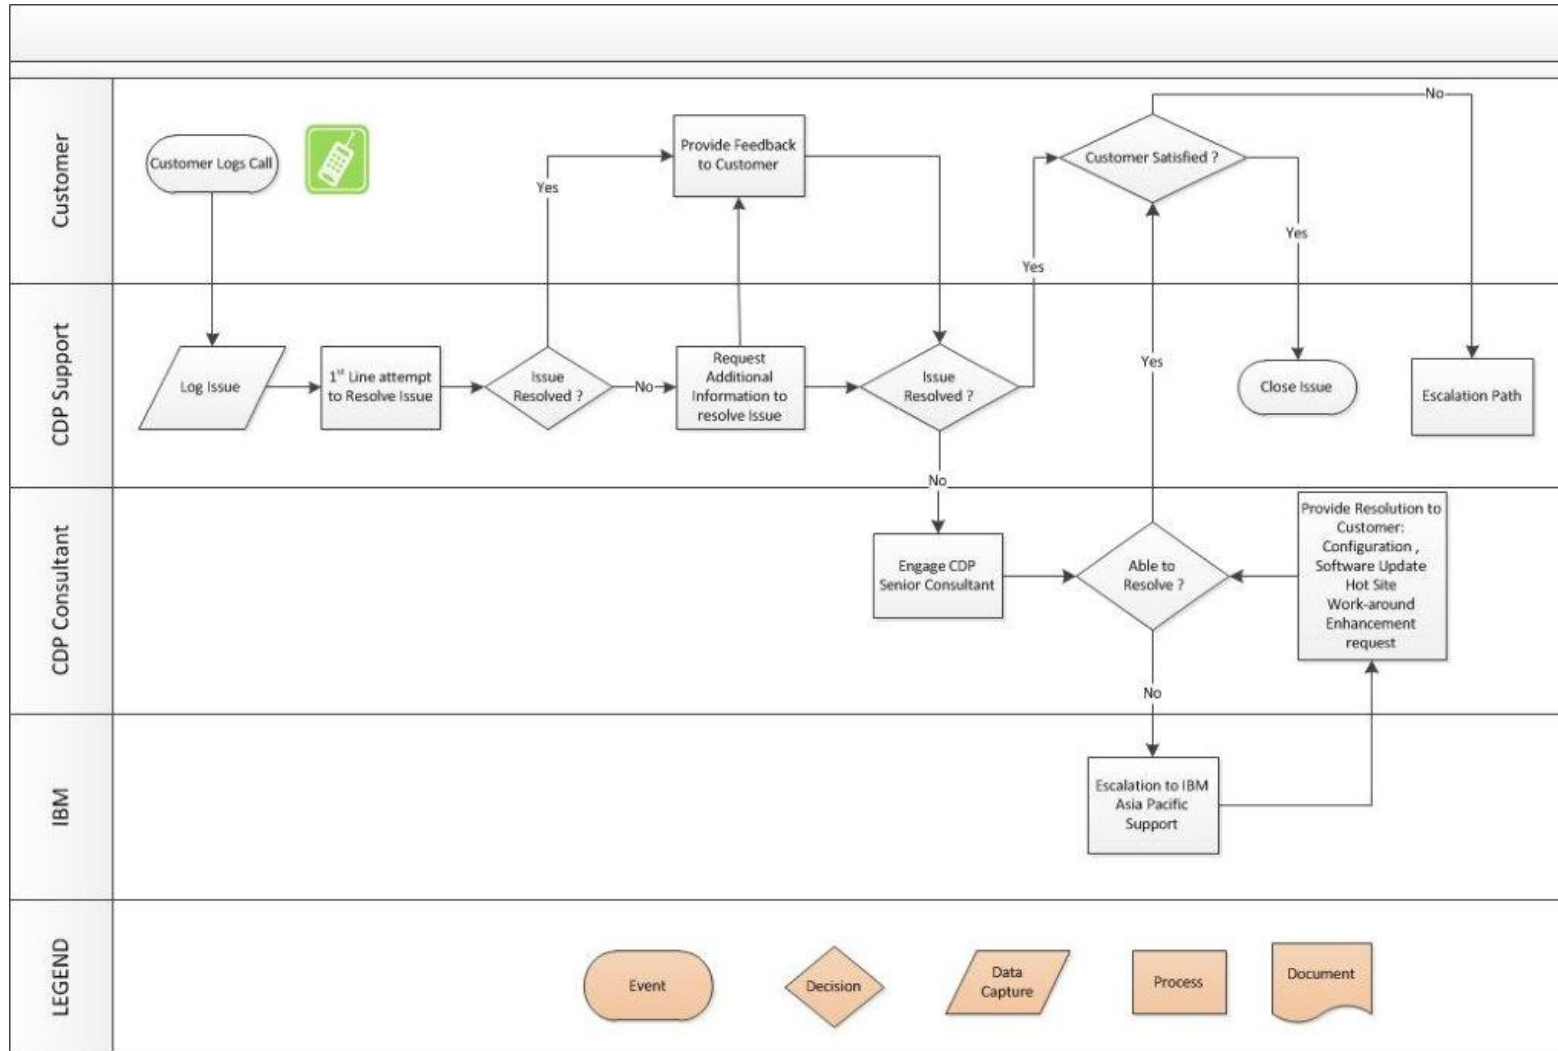 Customer
Customer Logs Call
Provide Feedback
to Customer
Customer Satisfied ?
No
Yes
Yes
Yes
CDP Support
Log Issue
1st Line attempt
to Resolve Issue
Issue
Resolved ?
No
Request
Additional
Information to
resolve Issue
Issue
Resolved ?
Yes
Close Issue
Escalation Path
No
CDP Consultant
Engage CDP
Senior Consultant
Able to
Resolve ?
Provide Resolution to
Customer:
Configuration ,
Software Update
Hot Site
Work-around
Enhancement
request
No
IBM
Escalation to IBM
Asia Pacific
Support
LEGEND
Event
Decision
Data
Capture
Process
Document